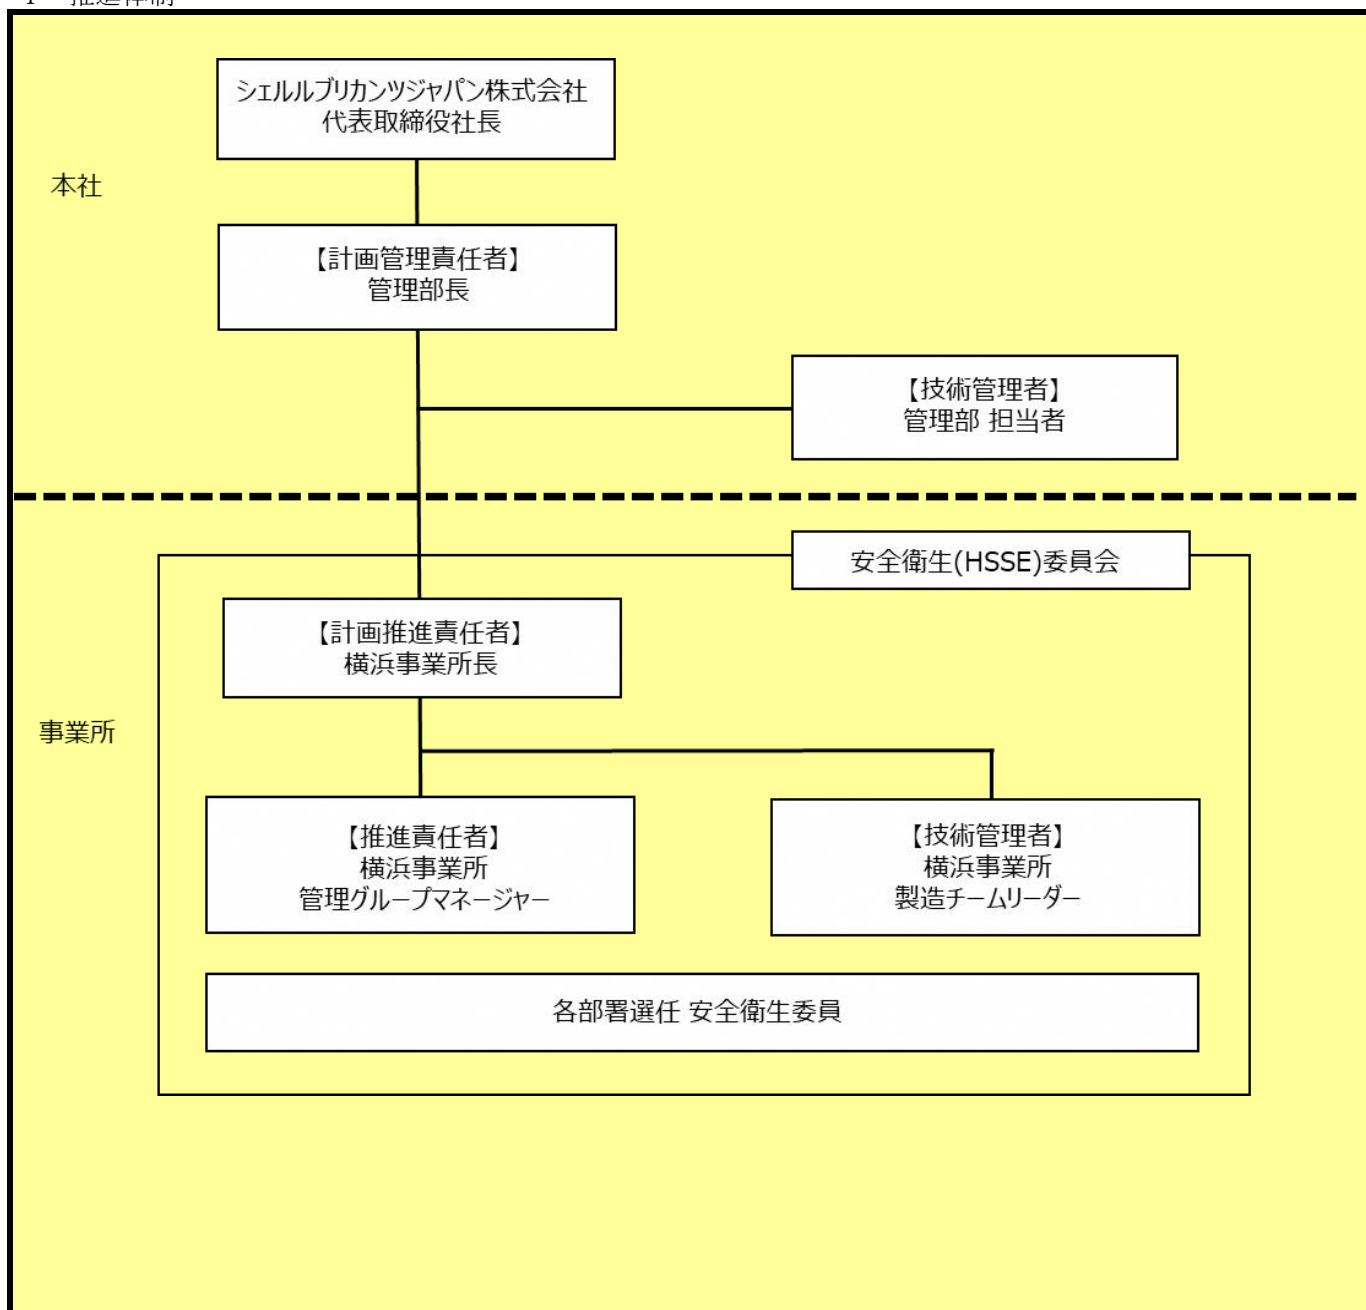 シェルルブリカンツジャパン株式会社
代表取締役社長
本社
【計画管理責任者】
管理部長
【技術管理者】
管理部 担当者
安全衛生(HSSE)委員会
【計画推進責任者】
横浜事業所長
事業所
【推進責任者】
横浜事業所
管理グループマネージャー
【技術管理者】
横浜事業所
製造チームリーダー
各部署選任 安全衛生委員